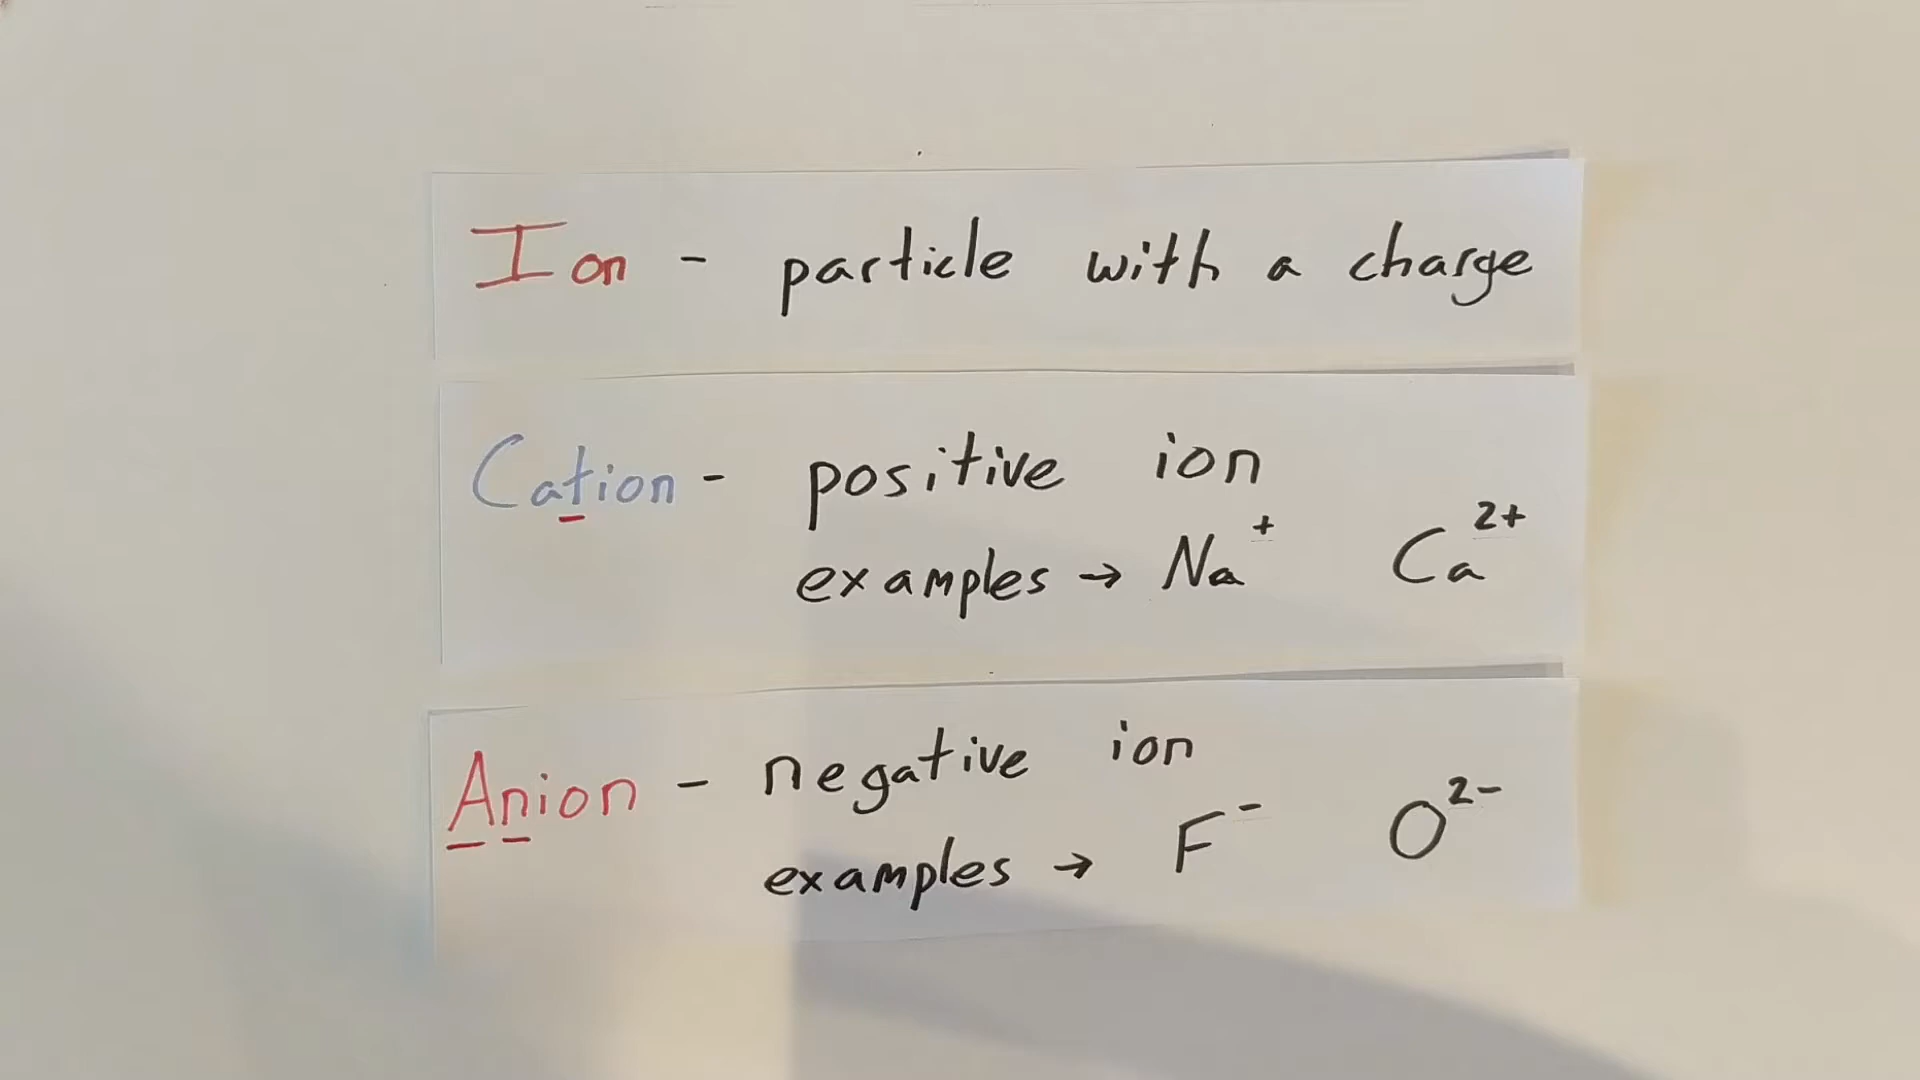 Ion - particle with a charge
Cation - positive ion
examples → Na⁺ Ca²⁺
Anion - negative ion
examples → F⁻ O²⁻